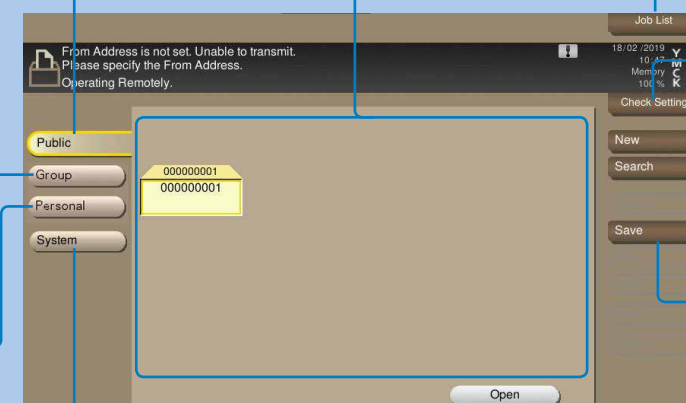 Job List
From Address is not set. Unable to transmit.
Please specify the From Address.
Operating Remotely.
18/02 /2019
10:47
Memory
100 %
Y
M
C
K
Check Setting
Public
Group
Personal
System
000000001
000000001
New
Search
Save
Open